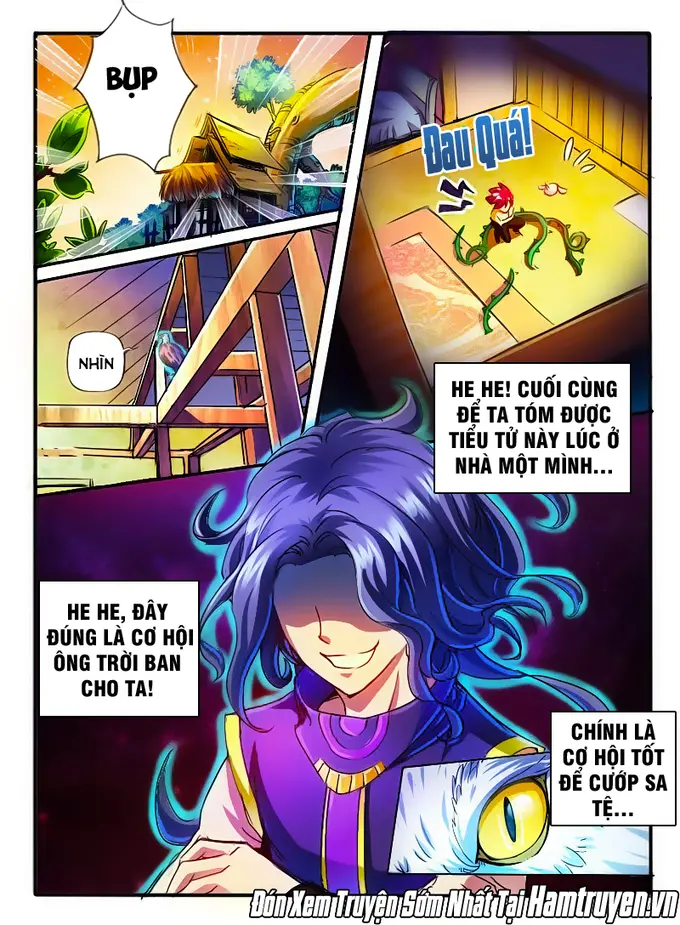 BỤP
Đau Quá!
NHÌN
HE HE! CUỐI CÙNG
ĐỂ TA TÓM ĐƯỢC
TIỂU TỬ NÀY LÚC Ở
NHÀ MỘT MÌNH...
HE HE, ĐÂY
ĐÚNG LÀ CƠ HỘI
ÔNG TRỜI BAN
CHO TA!
CHÍNH LÀ
CƠ HỘI TỐT
ĐỂ CƯỚP SA
TỆ...
Đón Xem Truyện Sớm Nhất Tại Hamtruyen.vn